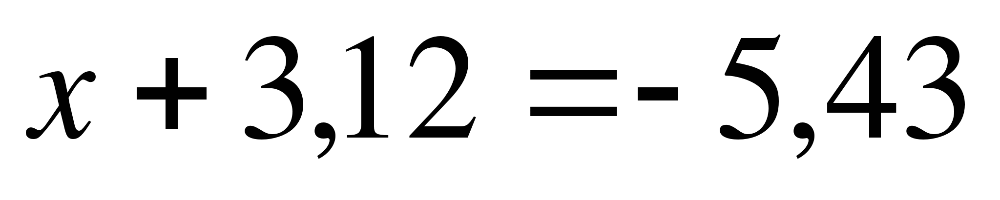 x + 3,12 =- 5,43